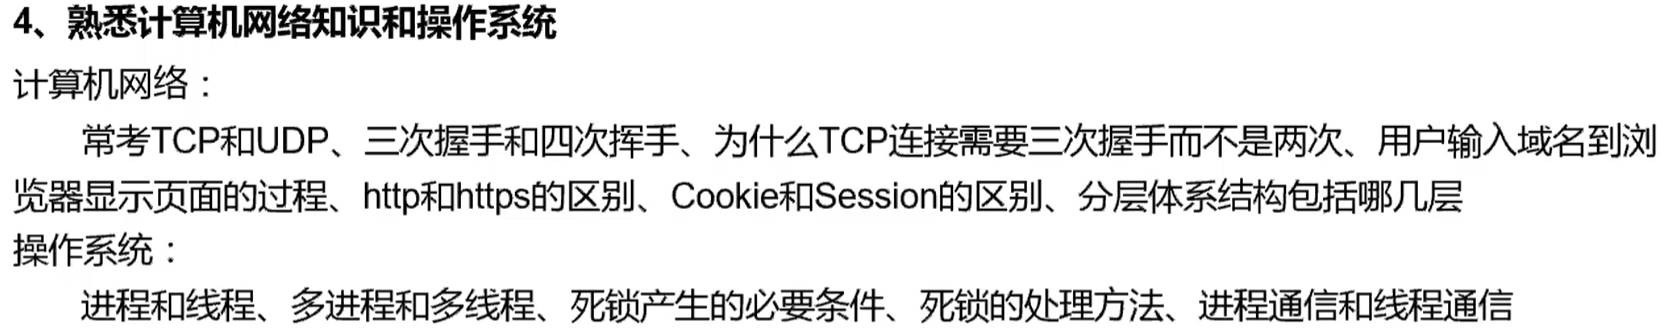 4、熟悉计算机网络知识和操作系统
计算机网络：
常考TCP和UDP、三次握手和四次挥手、为什么TCP连接需要三次握手而不是两次、用户输入域名到浏
览器显示页面的过程、http和https的区别、Cookie和Session的区别、分层体系结构包括哪几层
操作系统：
进程和线程、多进程和多线程、死锁产生的必要条件、死锁的处理方法、进程通信和线程通信